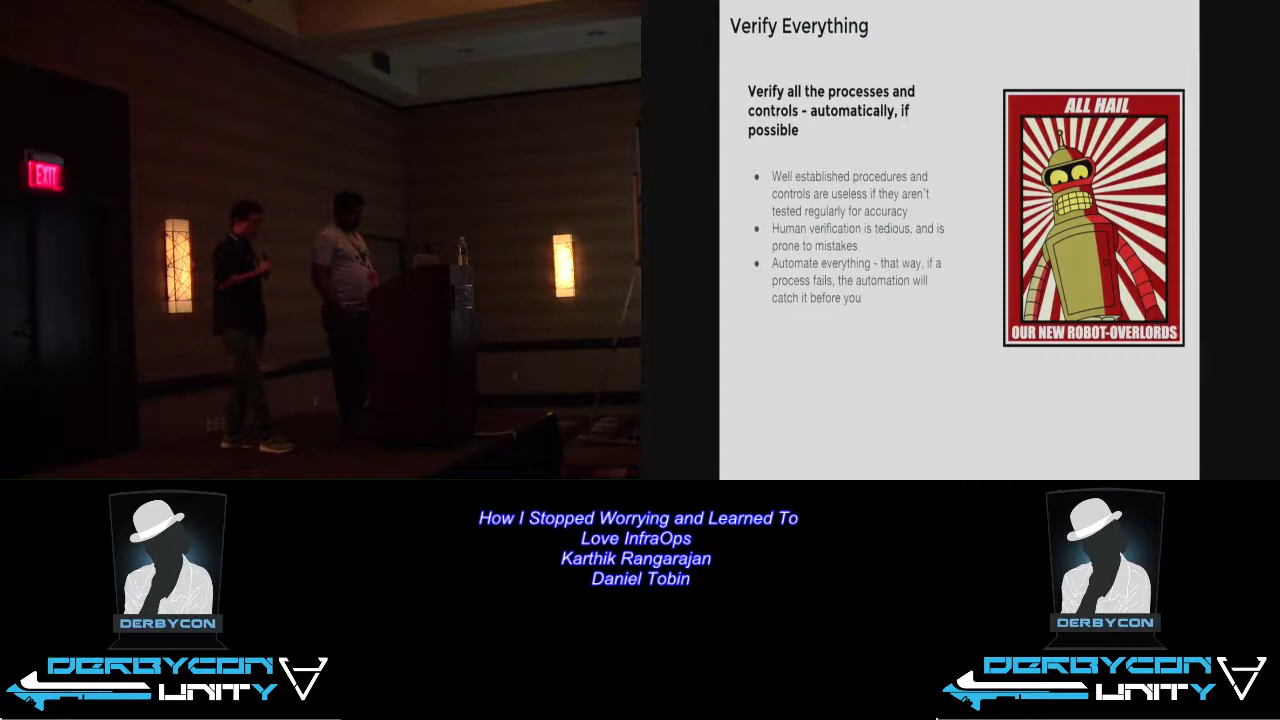 Verify Everything
Verify all the processes and
controls - automatically, if
possible
● Well established procedures and
controls are useless if they aren't
tested regularly for accuracy
● Human verification is tedious, and is
prone to mistakes
● Automate everything - that way, if a
process fails, the automation will
catch it before you
ALL HAIL
OUR NEW ROBOT-OVERLORDS
EXIT
How I Stopped Worrying and Learned To
Love InfraOps
Karthik Rangarajan
Daniel Tobin
DERBYCON
DERBYCON
UNITY
DERBYCON
DERBYCON
UNITY